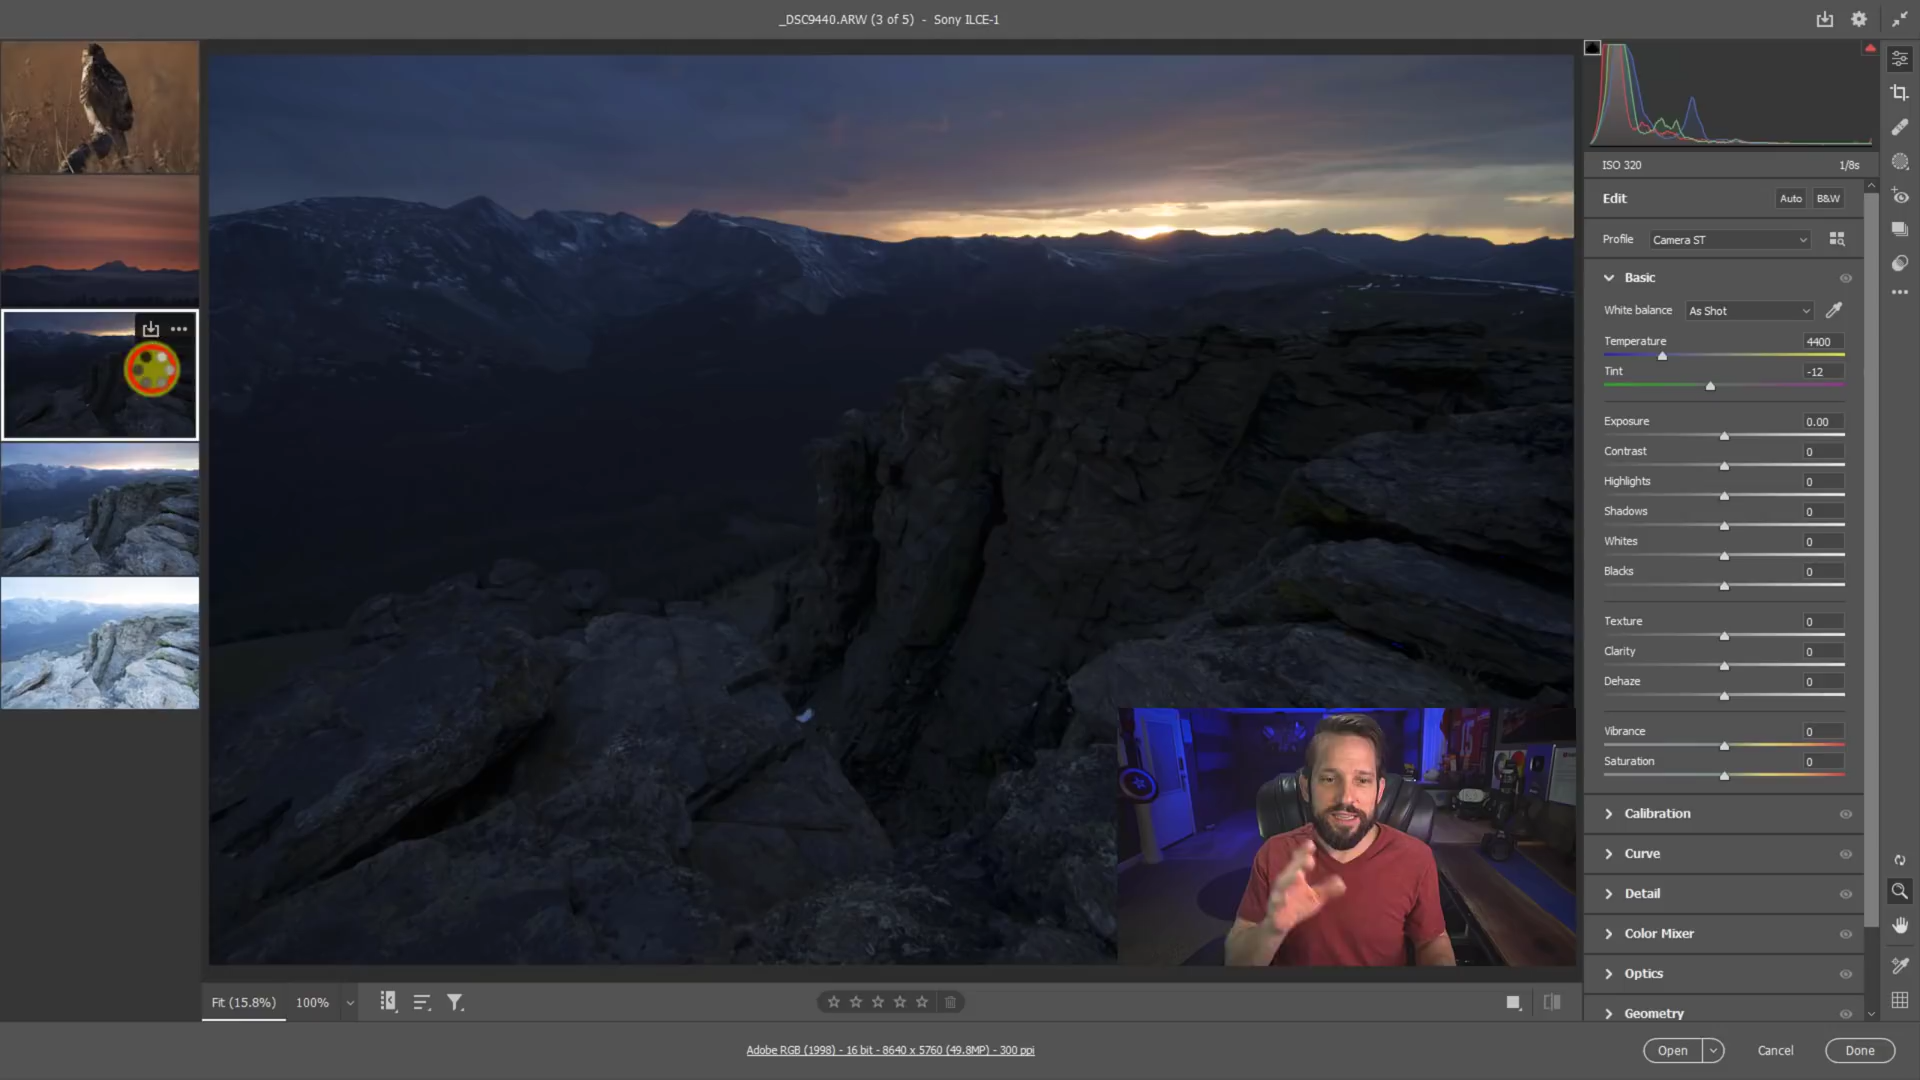 _DSC9440.ARW (3 of 5) - Sony ILCE-1
ISO 320 1/8s
Edit Auto B&W
Profile Camera ST
Basic
White balance As Shot
Temperature 4400
Tint -12
Exposure 0.00
Contrast 0
Highlights 0
Shadows 0
Whites 0
Blacks 0
Texture 0
Clarity 0
Dehaze 0
Vibrance 0
Saturation 0
Calibration
Curve
Detail
Color Mixer
Optics
Geometry
Fit (15.8%) 100%
Adobe RGB (1998) - 16 bit - 8640 x 5760 (49.8MP) - 300 ppi
Open Cancel Done